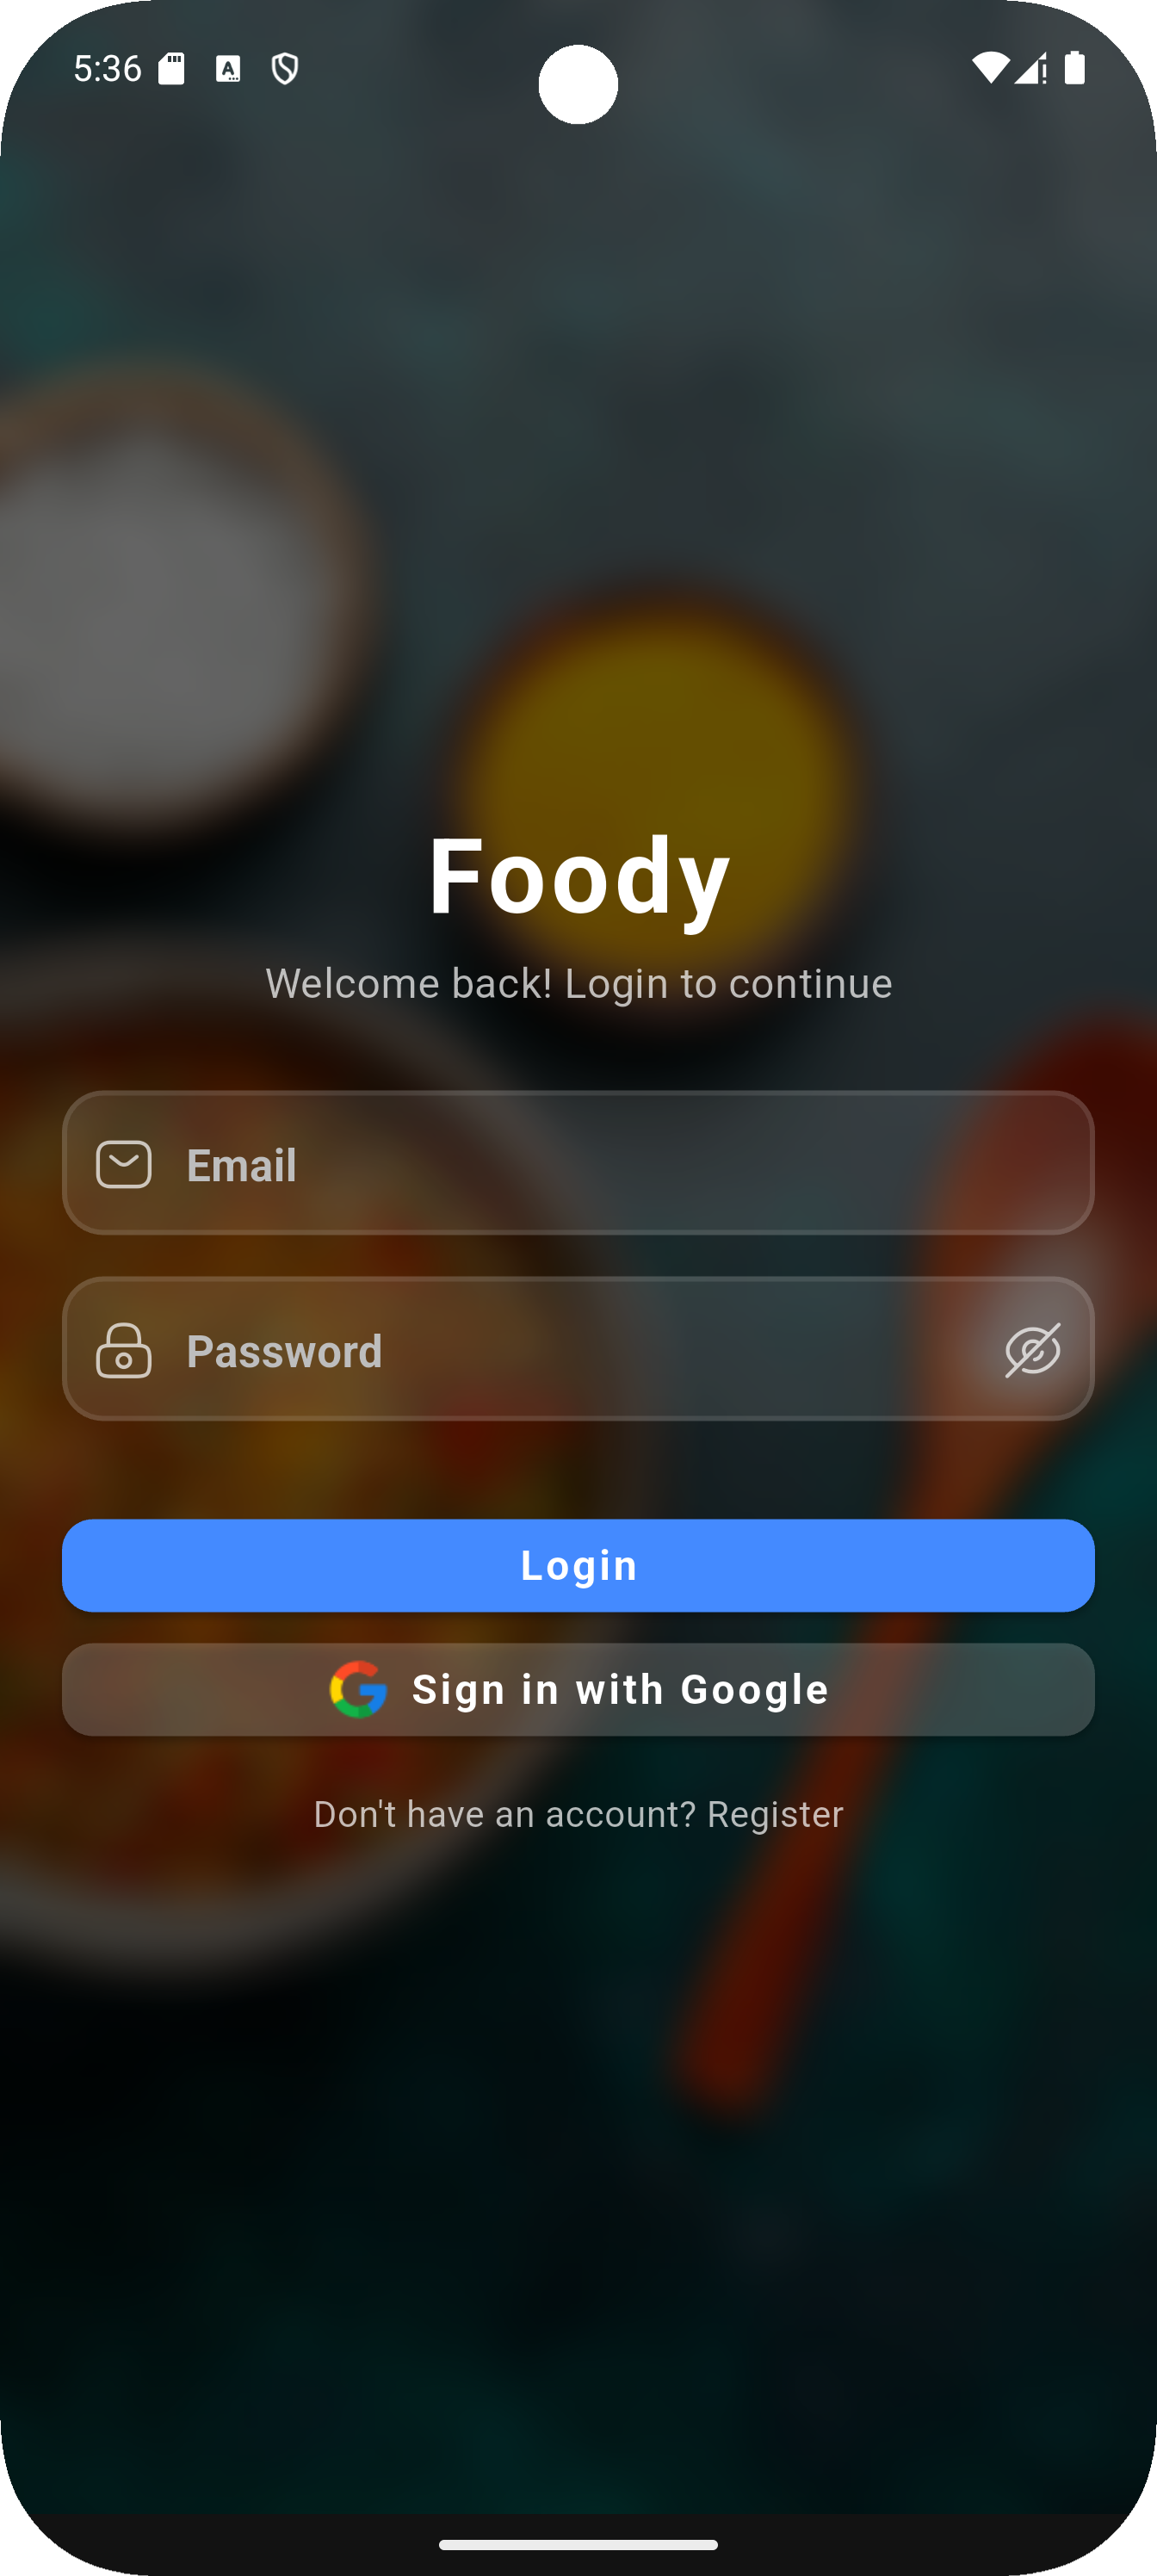 5:36
Foody
Welcome back! Login to continue
Email
Password
Login
Sign in with Google
Don't have an account? Register